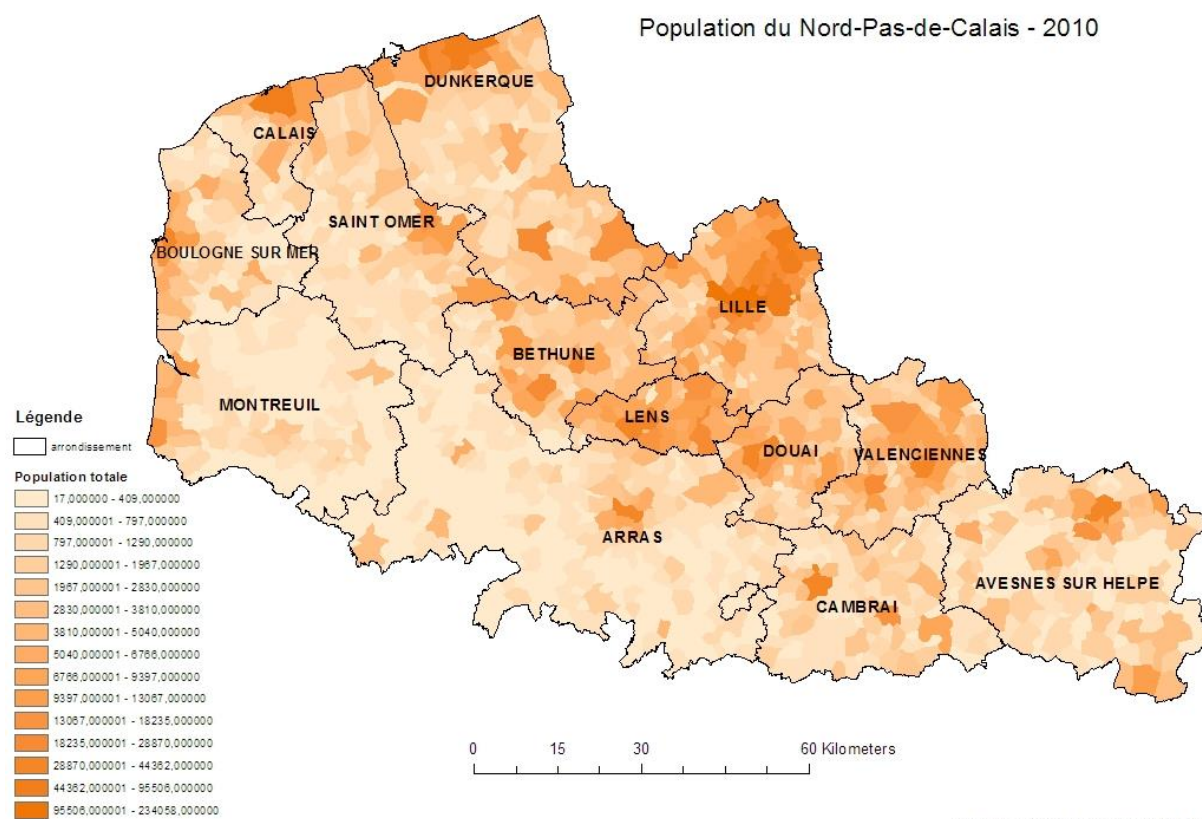 Population du Nord-Pas-de-Calais - 2010
DUNKERQUE
CALAIS
SAINT OMER
BOULOGNE SUR MER
LILLE
BETHUNE
MONTREUIL
LENS
DOUAI
VALENCIENNES
ARRAS
AVESNES SUR HELPE
CAMBRAI
Légende
arrondissement
Population totale
17,000000 - 409,000000
409,000001 - 797,000000
797,000001 - 1290,000000
1290,000001 - 1967,000000
1967,000001 - 2830,000000
2830,000001 - 3810,000000
3810,000001 - 5040,000000
5040,000001 - 6766,000000
6766,000001 - 9397,000000
9397,000001 - 13067,000000
13067,000001 - 18235,000000
18235,000001 - 28870,000000
28870,000001 - 44362,000000
44362,000001 - 95506,000000
95506,000001 - 234058,000000
0 15 30 60 Kilometers